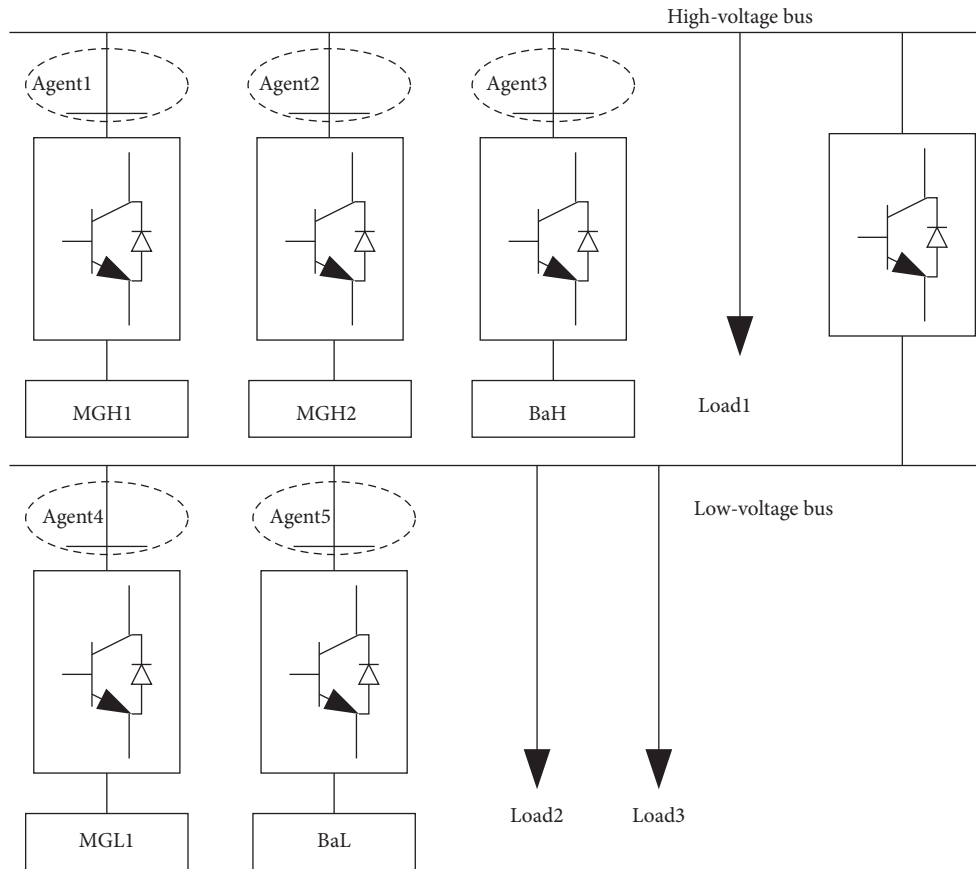 High-voltage bus
Agent1
Agent2
Agent3
MGH1
MGH2
BaH
Load1
Agent4
Agent5
Low-voltage bus
MGL1
BaL
Load2
Load3